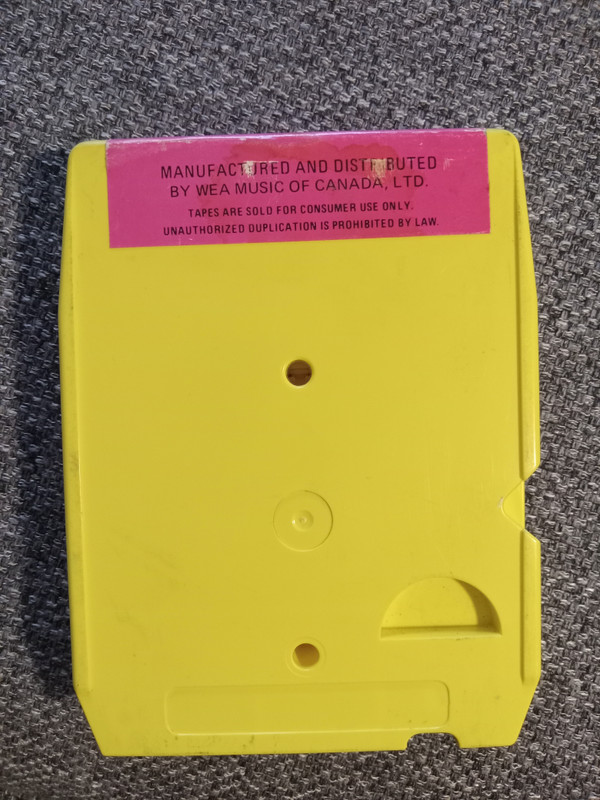 MANUFACTURED AND DISTRIBUTED
BY WEA MUSIC OF CANADA, LTD.
TAPES ARE SOLD FOR CONSUMER USE ONLY.
UNAUTHORIZED DUPLICATION IS PROHIBITED BY LAW.